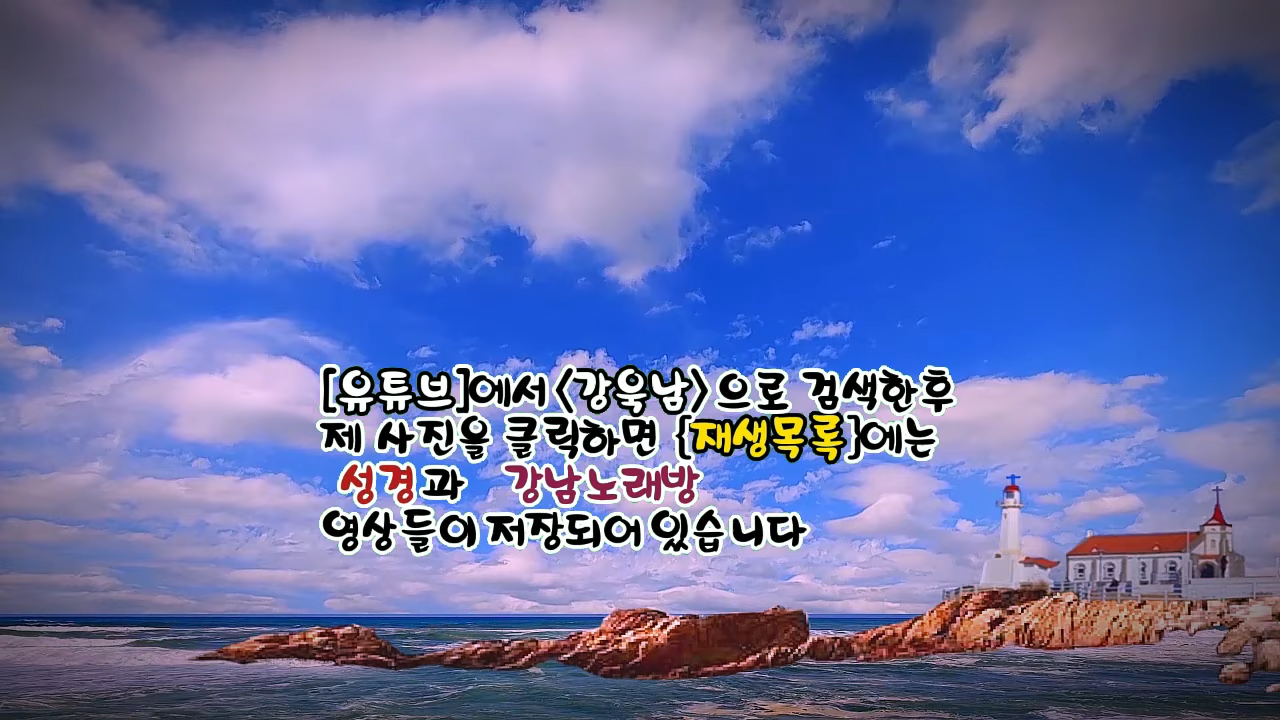 [유튜브]에서 <강욱남> 으로 검색한후
제 사진을 클릭하면 {재생목록}에는
성경과 강남노래방
영상들이 저장되어 있습니다